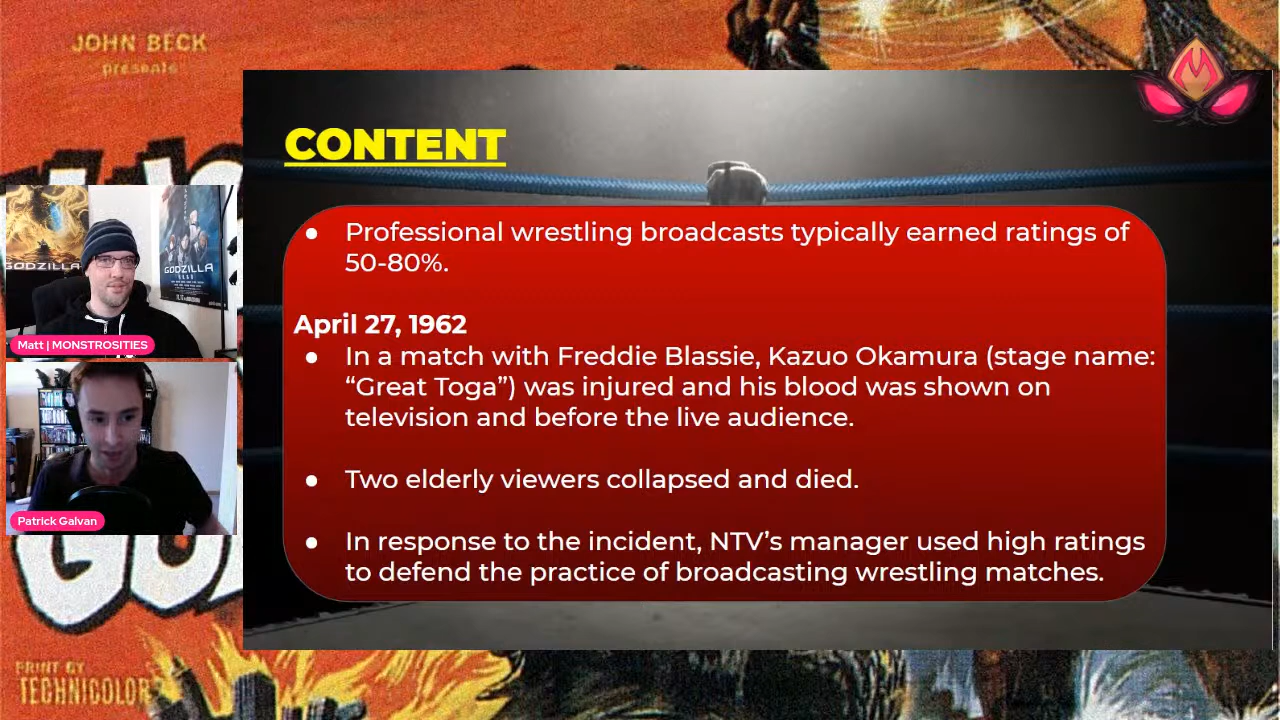 JOHN BECK
presents
CONTENT
● Professional wrestling broadcasts typically earned ratings of
50-80%.
April 27, 1962
● In a match with Freddie Blassie, Kazuo Okamura (stage name:
“Great Toga”) was injured and his blood was shown on
television and before the live audience.
● Two elderly viewers collapsed and died.
● In response to the incident, NTV’s manager used high ratings
to defend the practice of broadcasting wrestling matches.
GODZILLA
GODZILLA
Matt | MONSTROSITIES
Patrick Galvan
PRINT BY
TECHNICOLOR